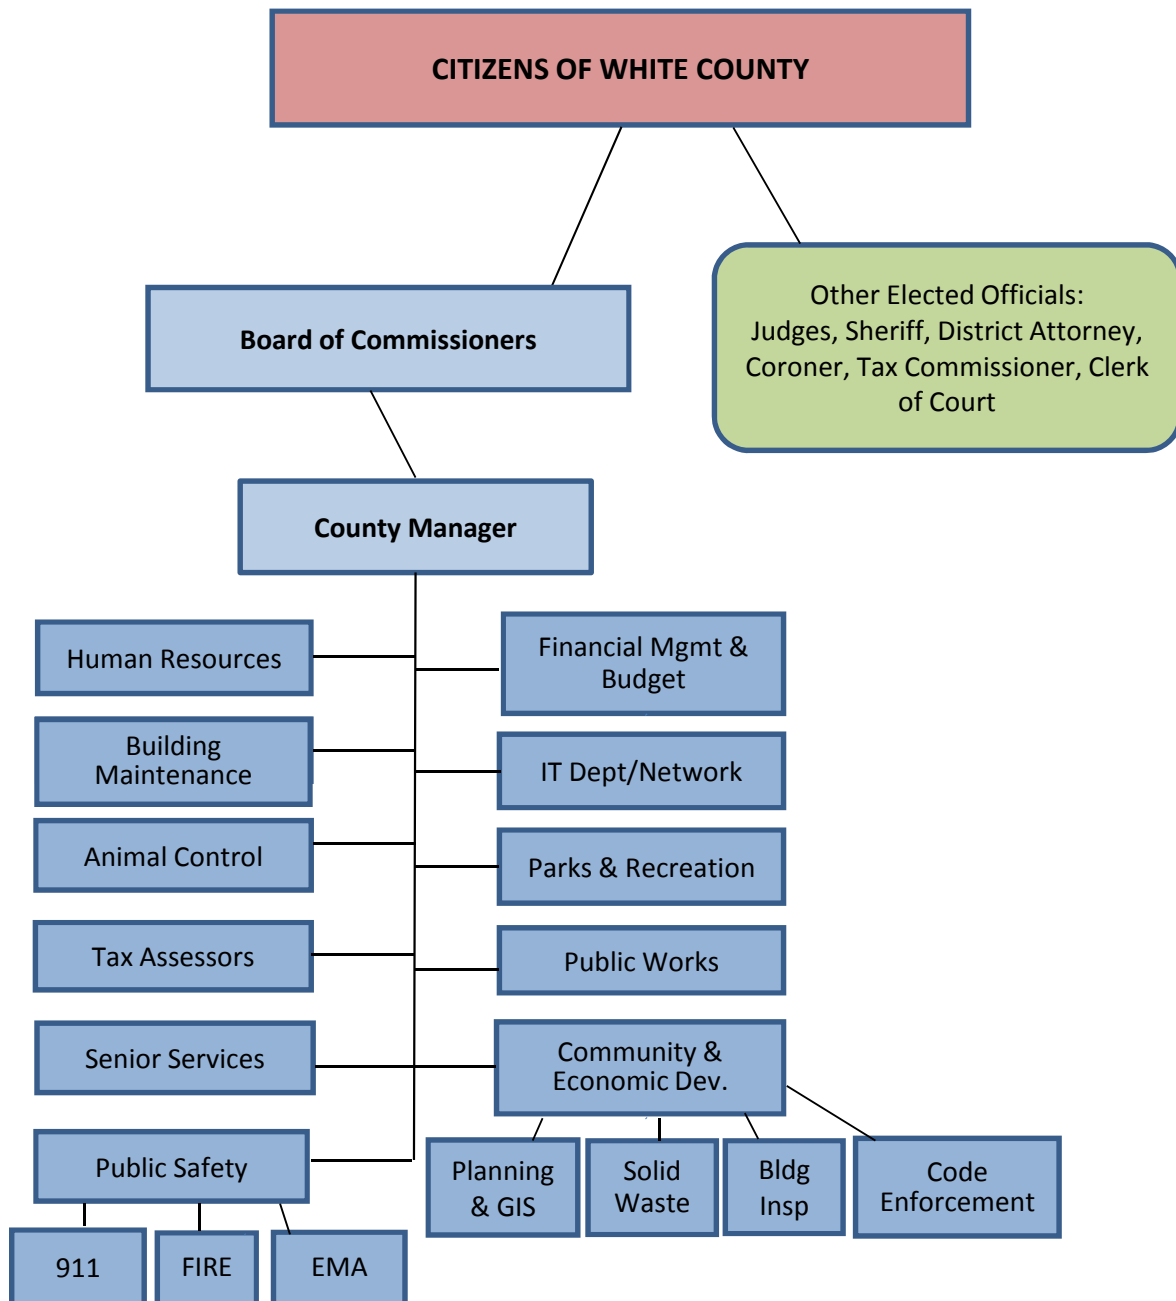 CITIZENS OF WHITE COUNTY
Board of Commissioners
Other Elected Officials:
Judges, Sheriff, District Attorney,
Coroner, Tax Commissioner, Clerk
of Court
County Manager
Human Resources
Financial Mgmt &
Budget
Building
Maintenance
IT Dept/Network
Animal Control
Parks & Recreation
Tax Assessors
Public Works
Senior Services
Community &
Economic Dev.
Public Safety
Planning
& GIS
Solid
Waste
Bldg
Insp
Code
Enforcement
911
FIRE
EMA